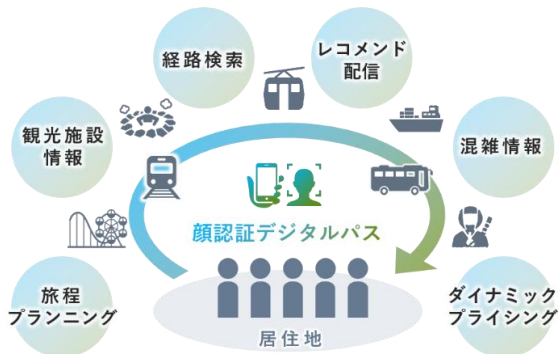 経路検索
レコメンド
配信
観光施設
情報
混雑情報
顔認証デジタルパス
旅程
プランニング
ダイナミック
プライシング
居住地